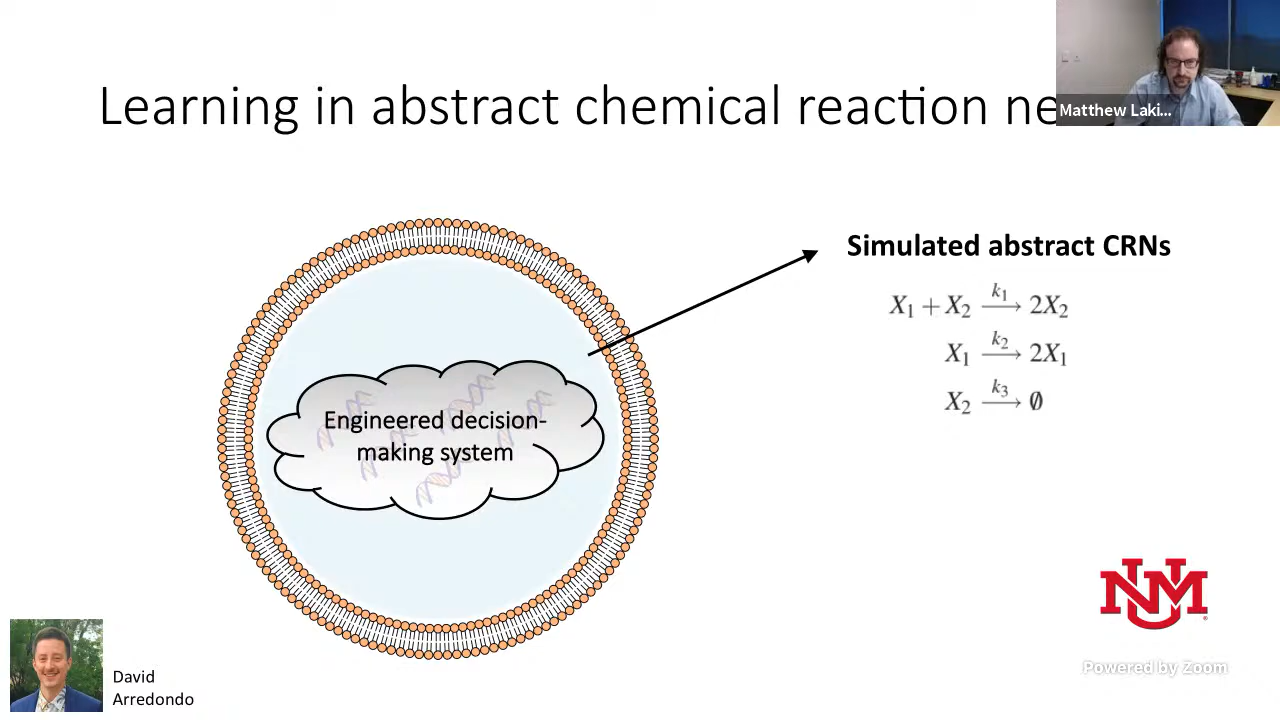 Learning in abstract chemical reaction ne
Matthew Laki...
Simulated abstract CRNs
X₁ + X₂ —k₁→ 2X₂
X₁ —k₂→ 2X₁
X₂ —k₃→ ∅
Engineered decision-
making system
NM
Powered by Zoom
David
Arredondo